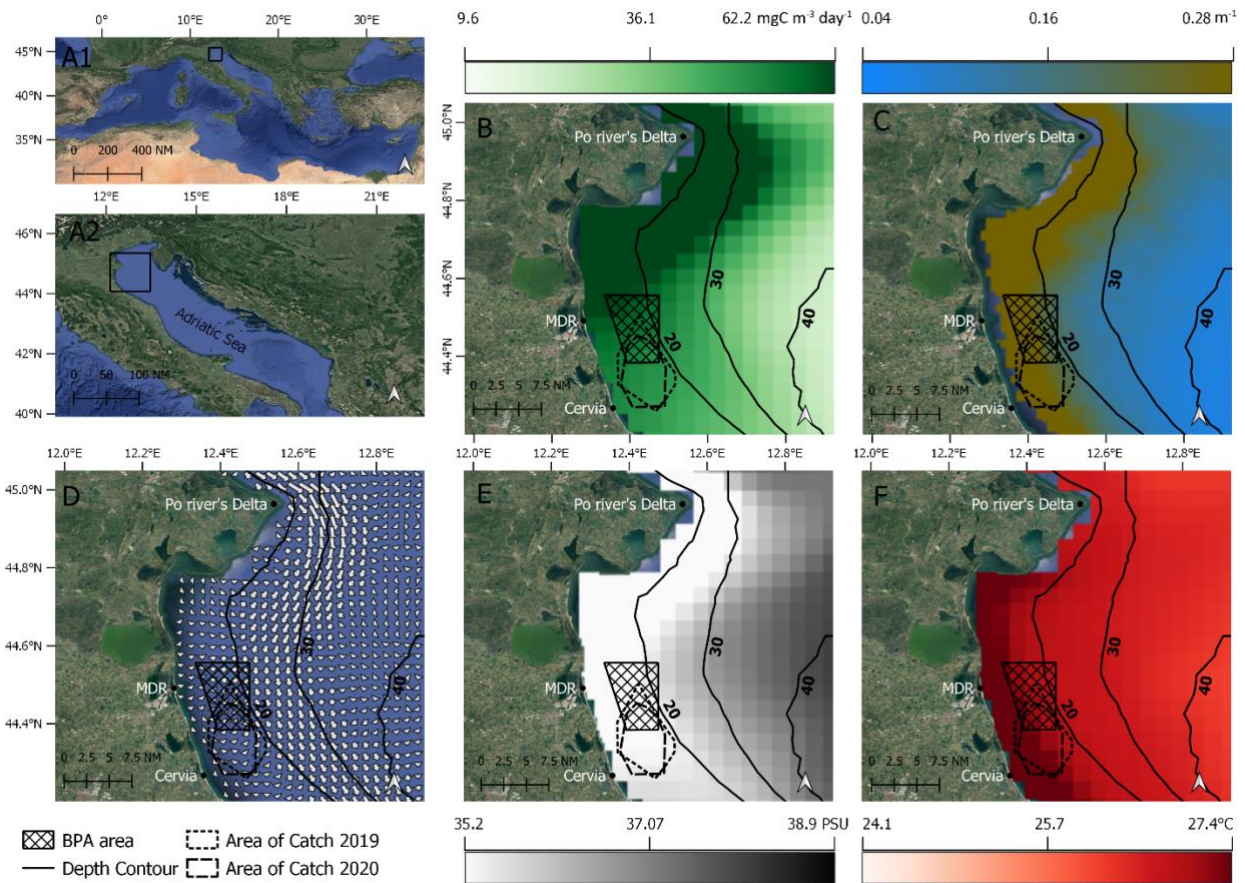 0° 10°E 20°E 30°E
A1
45°N
40°N
35°N
0 200 400 NM
12°E 15°E 18°E 21°E
A2
46°N
44°N
42°N
40°N
Adriatic Sea
0 50 100 NM
9.6 36.1 62.2 mgC m⁻³ day⁻¹
B
Po river's Delta
45.0°N
44.8°N
44.6°N
44.4°N
MDR
Cervia
20
30
40
0 2.5 5 7.5 NM
0.04 0.16 0.28 m⁻¹
C
Po river's Delta
MDR
Cervia
20
30
40
0 2.5 5 7.5 NM
12.0°E 12.2°E 12.4°E 12.6°E 12.8°E
D
Po river's Delta
45.0°N
44.8°N
44.6°N
44.4°N
MDR
Cervia
20
30
40
0 2.5 5 7.5 NM
12.0°E 12.2°E 12.4°E 12.6°E 12.8°E
E
Po river's Delta
MDR
Cervia
20
30
40
0 2.5 5 7.5 NM
35.2 37.07 38.9 PSU
12.0°E 12.2°E 12.4°E 12.6°E 12.8°E
F
Po river's Delta
MDR
Cervia
20
30
40
0 2.5 5 7.5 NM
24.1 25.7 27.4°C
BPA area
Depth Contour
Area of Catch 2019
Area of Catch 2020